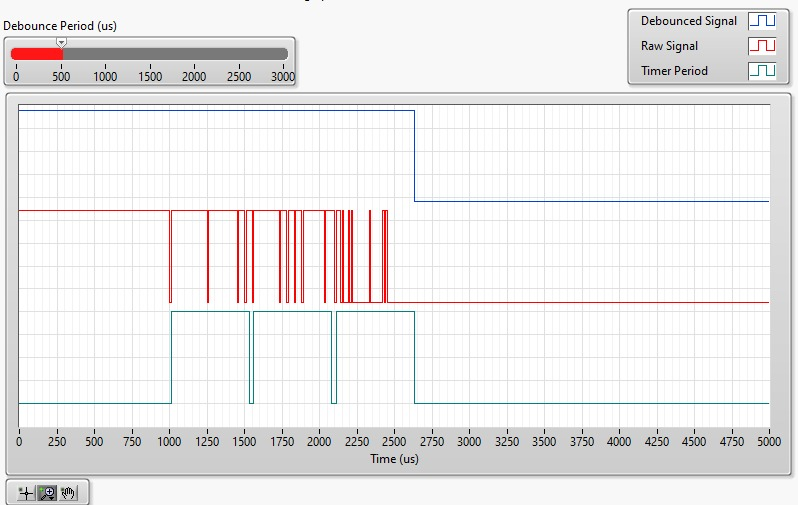 Debounce Period (us)
0 500 1000 1500 2000 2500 3000
Debounced Signal
Raw Signal
Timer Period
0 250 500 750 1000 1250 1500 1750 2000 2250 2500 2750 3000 3250 3500 3750 4000 4250 4500 4750 5000
Time (us)